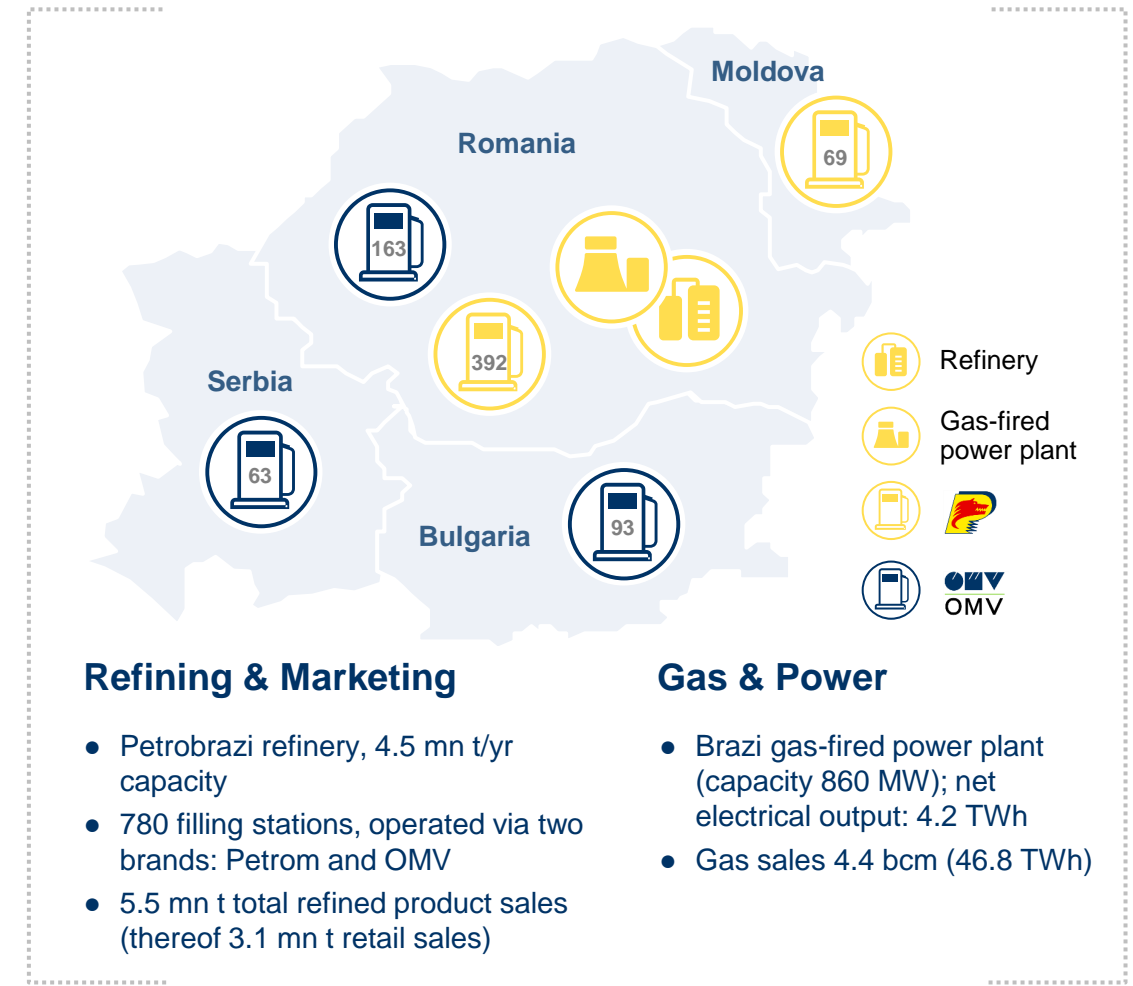 Moldova
69
Romania
163
392
Serbia
63
Bulgaria
93
Refinery
Gas-fired
power plant
OMV
OMV
Refining & Marketing
● Petrobrazi refinery, 4.5 mn t/yr
capacity
● 780 filling stations, operated via two
brands: Petrom and OMV
● 5.5 mn t total refined product sales
(thereof 3.1 mn t retail sales)
Gas & Power
● Brazi gas-fired power plant
(capacity 860 MW); net
electrical output: 4.2 TWh
● Gas sales 4.4 bcm (46.8 TWh)